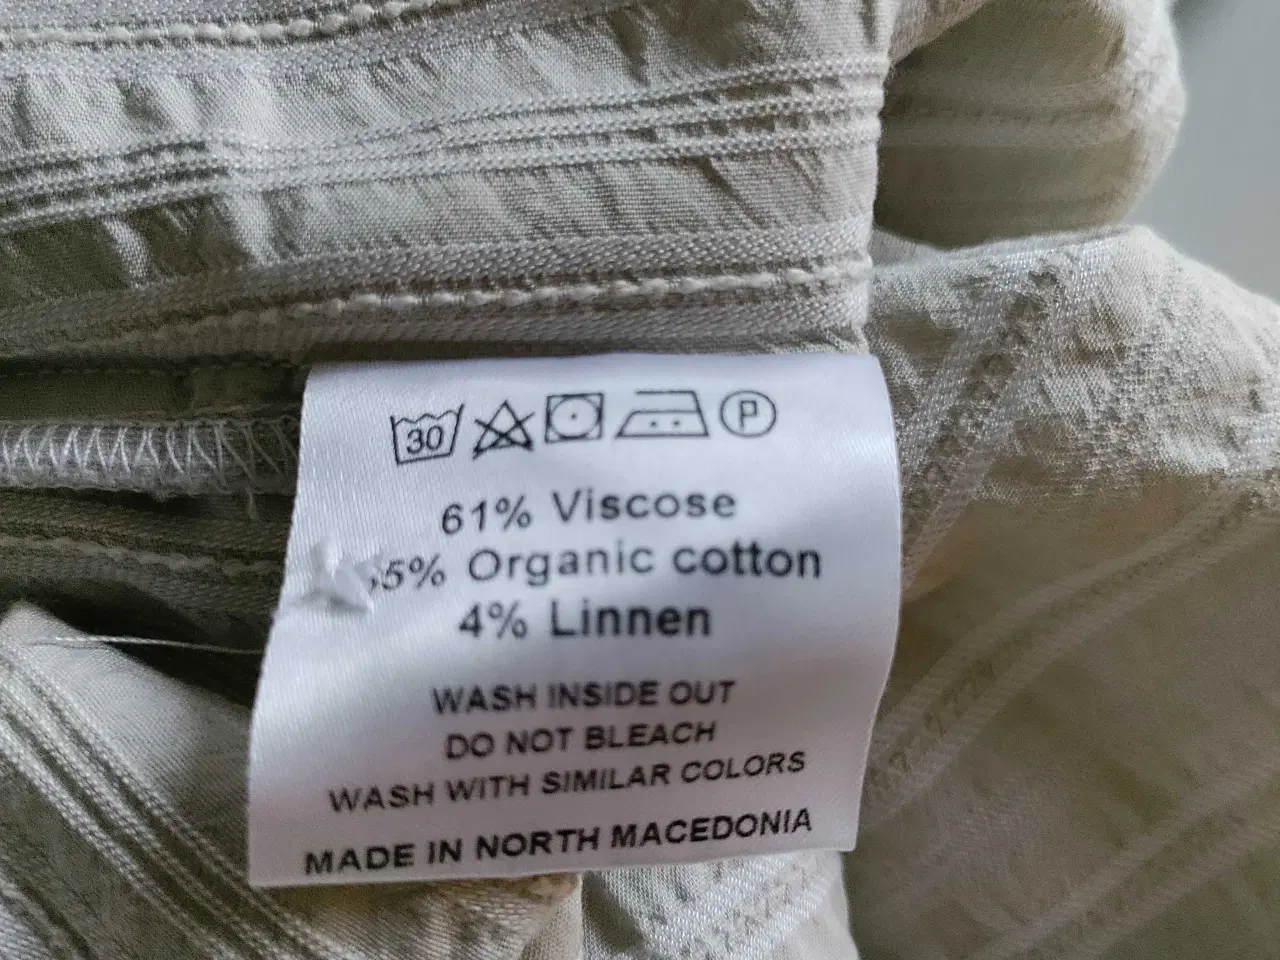 30 P
61% Viscose
5% Organic cotton
4% Linnen
WASH INSIDE OUT
DO NOT BLEACH
WASH WITH SIMILAR COLORS
MADE IN NORTH MACEDONIA